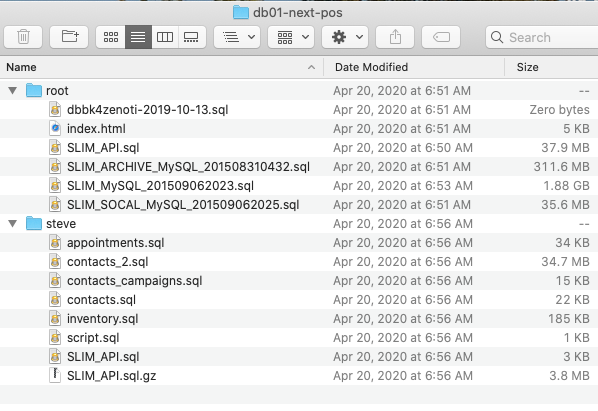 db01-next-pos
Search
Name Date Modified Size
root Apr 20, 2020 at 6:51 AM --
dbbk4zenoti-2019-10-13.sql Apr 20, 2020 at 6:51 AM Zero bytes
index.html Apr 20, 2020 at 6:51 AM 5 KB
SLIM_API.sql Apr 20, 2020 at 6:50 AM 37.9 MB
SLIM_ARCHIVE_MySQL_201508310432.sql Apr 20, 2020 at 6:51 AM 311.6 MB
SLIM_MySQL_201509062023.sql Apr 20, 2020 at 6:53 AM 1.88 GB
SLIM_SOCAL_MySQL_201509062025.sql Apr 20, 2020 at 6:51 AM 35.6 MB
steve Apr 20, 2020 at 6:56 AM --
appointments.sql Apr 20, 2020 at 6:56 AM 34 KB
contacts_2.sql Apr 20, 2020 at 6:56 AM 34.7 MB
contacts_campaigns.sql Apr 20, 2020 at 6:56 AM 15 KB
contacts.sql Apr 20, 2020 at 6:56 AM 22 KB
inventory.sql Apr 20, 2020 at 6:56 AM 185 KB
script.sql Apr 20, 2020 at 6:56 AM 1 KB
SLIM_API.sql Apr 20, 2020 at 6:56 AM 3 KB
SLIM_API.sql.gz Apr 20, 2020 at 6:56 AM 3.8 MB